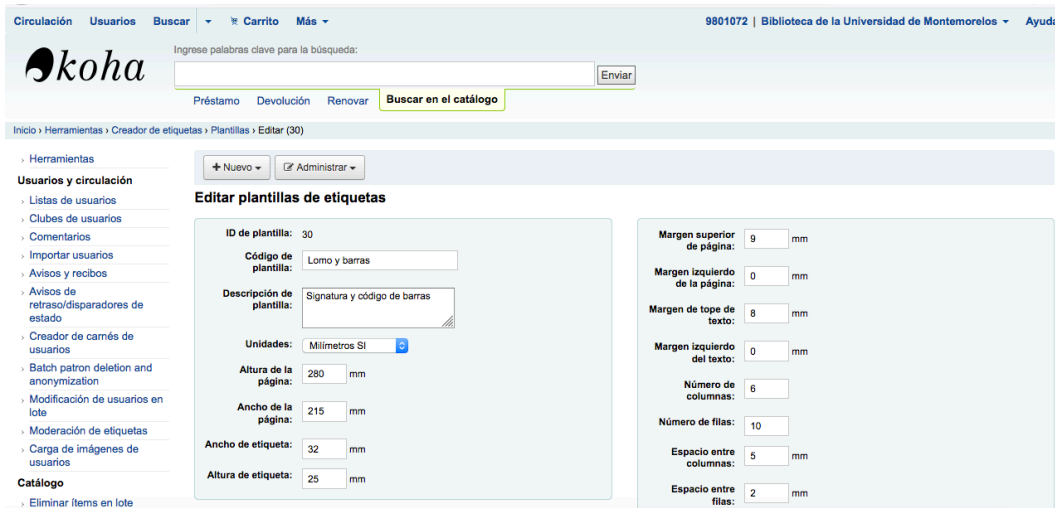 Circulación Usuarios Buscar Carrito Más 9801072 | Biblioteca de la Universidad de Montemorelos Ayuda
koha
Ingrese palabras clave para la búsqueda:
Enviar
Préstamo Devolución Renovar Buscar en el catálogo
Inicio › Herramientas › Creador de etiquetas › Plantillas › Editar (30)
› Herramientas
Usuarios y circulación
› Listas de usuarios
› Clubes de usuarios
› Comentarios
› Importar usuarios
› Avisos y recibos
› Avisos de
retraso/disparadores de
estado
› Creador de carnés de
usuarios
› Batch patron deletion and
anonymization
› Modificación de usuarios en
lote
› Moderación de etiquetas
› Carga de imágenes de
usuarios
Catálogo
› Eliminar ítems en lote
+ Nuevo Administrar
Editar plantillas de etiquetas
ID de plantilla: 30
Código de
plantilla: Lomo y barras
Descripción de
plantilla: Signatura y código de barras
Unidades: Milímetros SI
Altura de la
página: 280 mm
Ancho de la
página: 215 mm
Ancho de etiqueta: 32 mm
Altura de etiqueta: 25 mm
Margen superior
de página: 9 mm
Margen izquierdo
de la página: 0 mm
Margen de tope de
texto: 8 mm
Margen izquierdo
del texto: 0 mm
Número de
columnas: 6
Número de filas: 10
Espacio entre
columnas: 5 mm
Espacio entre
filas: 2 mm